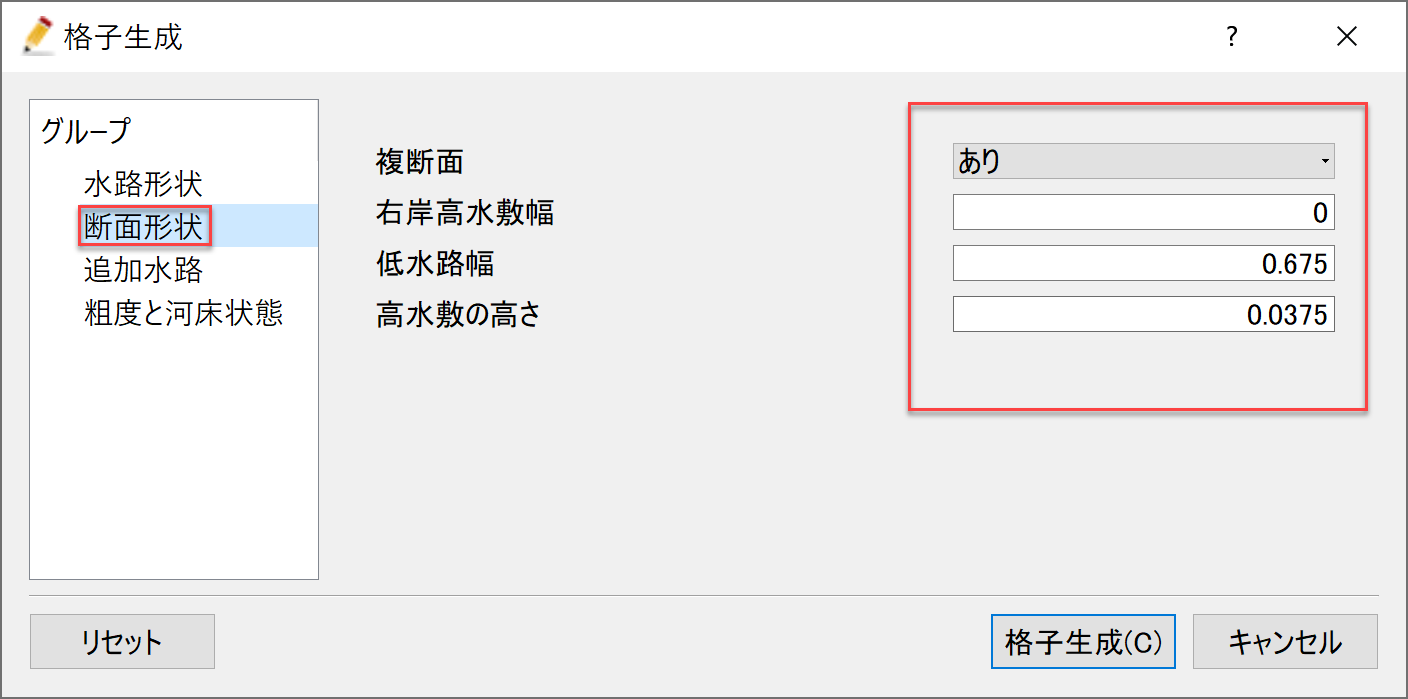 格子生成
?
グループ
水路形状
断面形状
追加水路
粗度と河床状態
複断面
あり
右岸高水敷幅
0
低水路幅
0.675
高水敷の高さ
0.0375
リセット
格子生成(C)
キャンセル